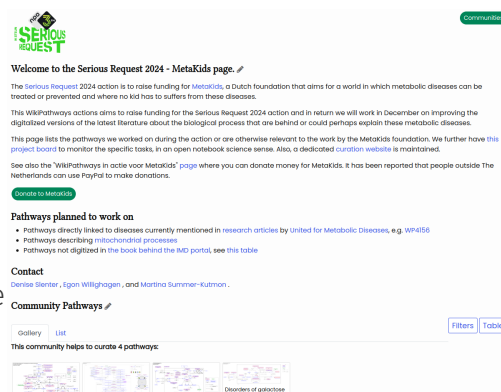 npo
SERIOUS
REQUEST
Communities
Welcome to the Serious Request 2024 - MetaKids page.
The Serious Request 2024 action is to raise funding for MetaKids, a Dutch foundation that aims for a world in which metabolic diseases can be
treated or prevented and where no kid has to suffers from these diseases.
This WikiPathways actions aims to raise funding for the Serious Request 2024 action and in return we will work in December on improving the
digitalized versions of the latest literature about the biological process that are behind or could perhaps explain these metabolic diseases.
This page lists the pathways we worked on during the action or are otherwise relevant to the work by the MetaKids foundation. We further have this
project board to monitor the specific tasks, in an open notebook science sense. Also, a dedicated curation website is maintained.
See also the "WikiPathways in actie voor MetaKids" page where you can donate money for MetaKids. It has been reported that people outside The
Netherlands can use PayPal to make donations.
Donate to MetaKids
Pathways planned to work on
• Pathways directly linked to diseases currently mentioned in research articles by United for Metabolic Diseases, e.g. WP4156
• Pathways describing mitochondrial processes
• Pathways not digitized in the book behind the IMD portal, see this table
Contact
Denise Slenter , Egon Willighagen , and Martina Summer-Kutmon .
Community Pathways
Gallery List
Filters Table
This community helps to curate 4 pathways:
Disorders of galactose